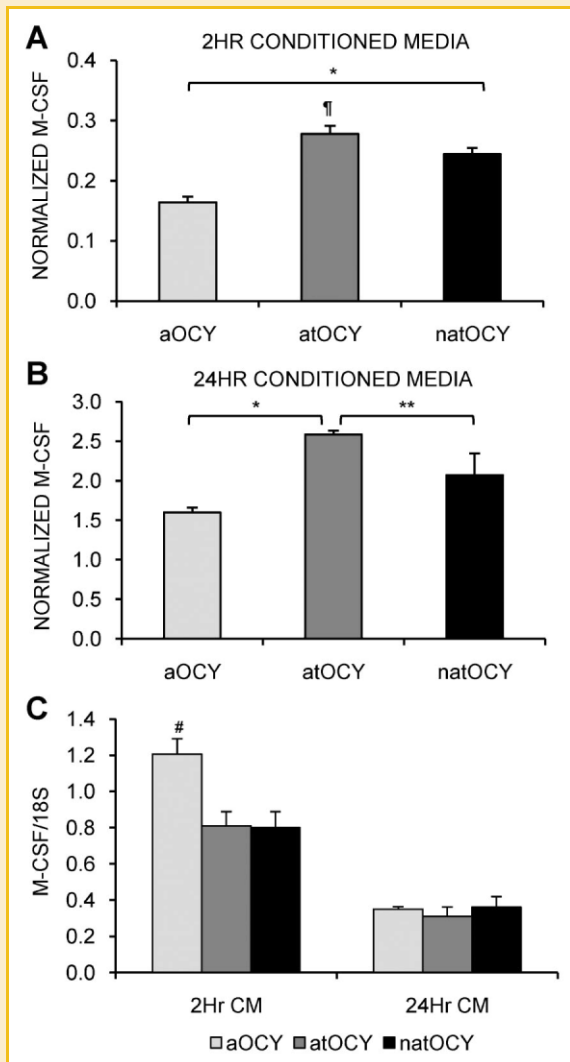 A
2HR CONDITIONED MEDIA
NORMALIZED M-CSF
0.4
0.3
0.2
0.1
0.0
*
¶
aOCY atOCY natOCY
B
24HR CONDITIONED MEDIA
NORMALIZED M-CSF
3.0
2.5
2.0
1.5
1.0
0.5
0.0
* **
aOCY atOCY natOCY
C
M-CSF/18S
1.4
1.2
1.0
0.8
0.6
0.4
0.2
0.0
#
2Hr CM 24Hr CM
aOCY atOCY natOCY